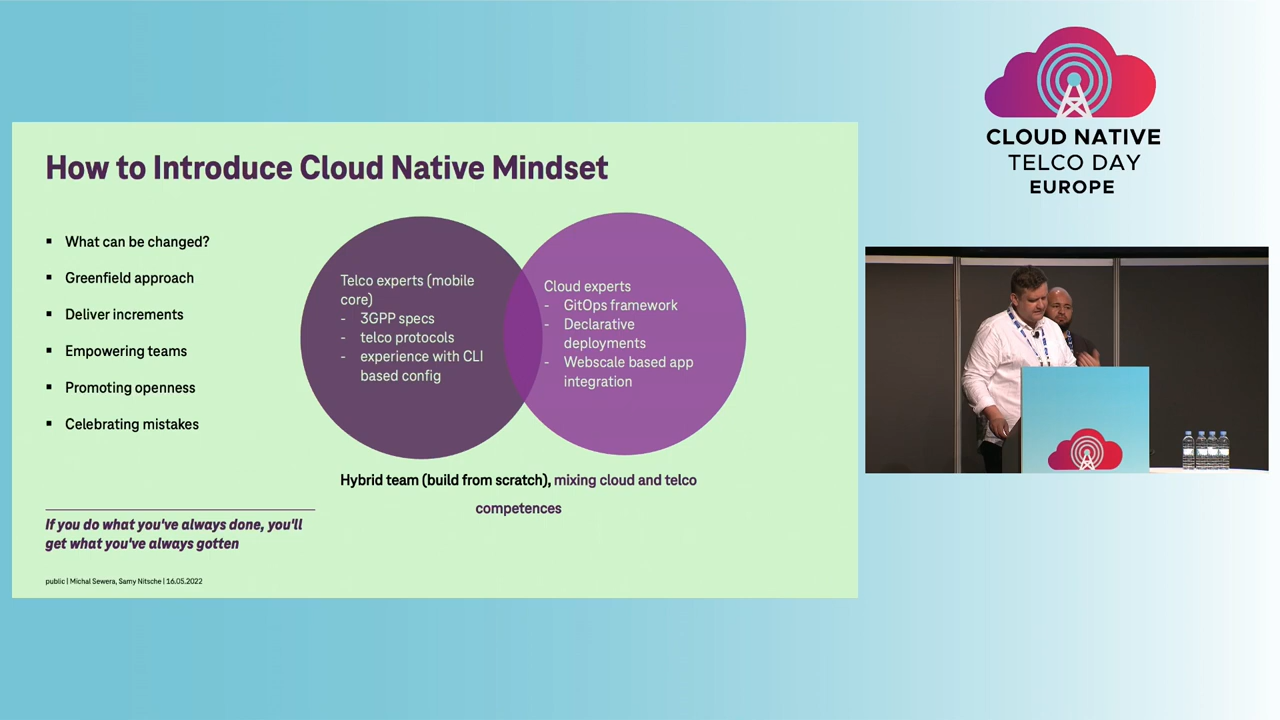 How to Introduce Cloud Native Mindset
▪ What can be changed?
▪ Greenfield approach
▪ Deliver increments
▪ Empowering teams
▪ Promoting openness
▪ Celebrating mistakes
Telco experts (mobile
core)
- 3GPP specs
- telco protocols
- experience with CLI
based config
Cloud experts
- GitOps framework
- Declarative
deployments
- Webscale based app
integration
Hybrid team (build from scratch), mixing cloud and telco
competences
If you do what you've always done, you'll
get what you've always gotten
public | Michal Sewera, Samy Nitsche | 16.05.2022
CLOUD NATIVE
TELCO DAY
EUROPE